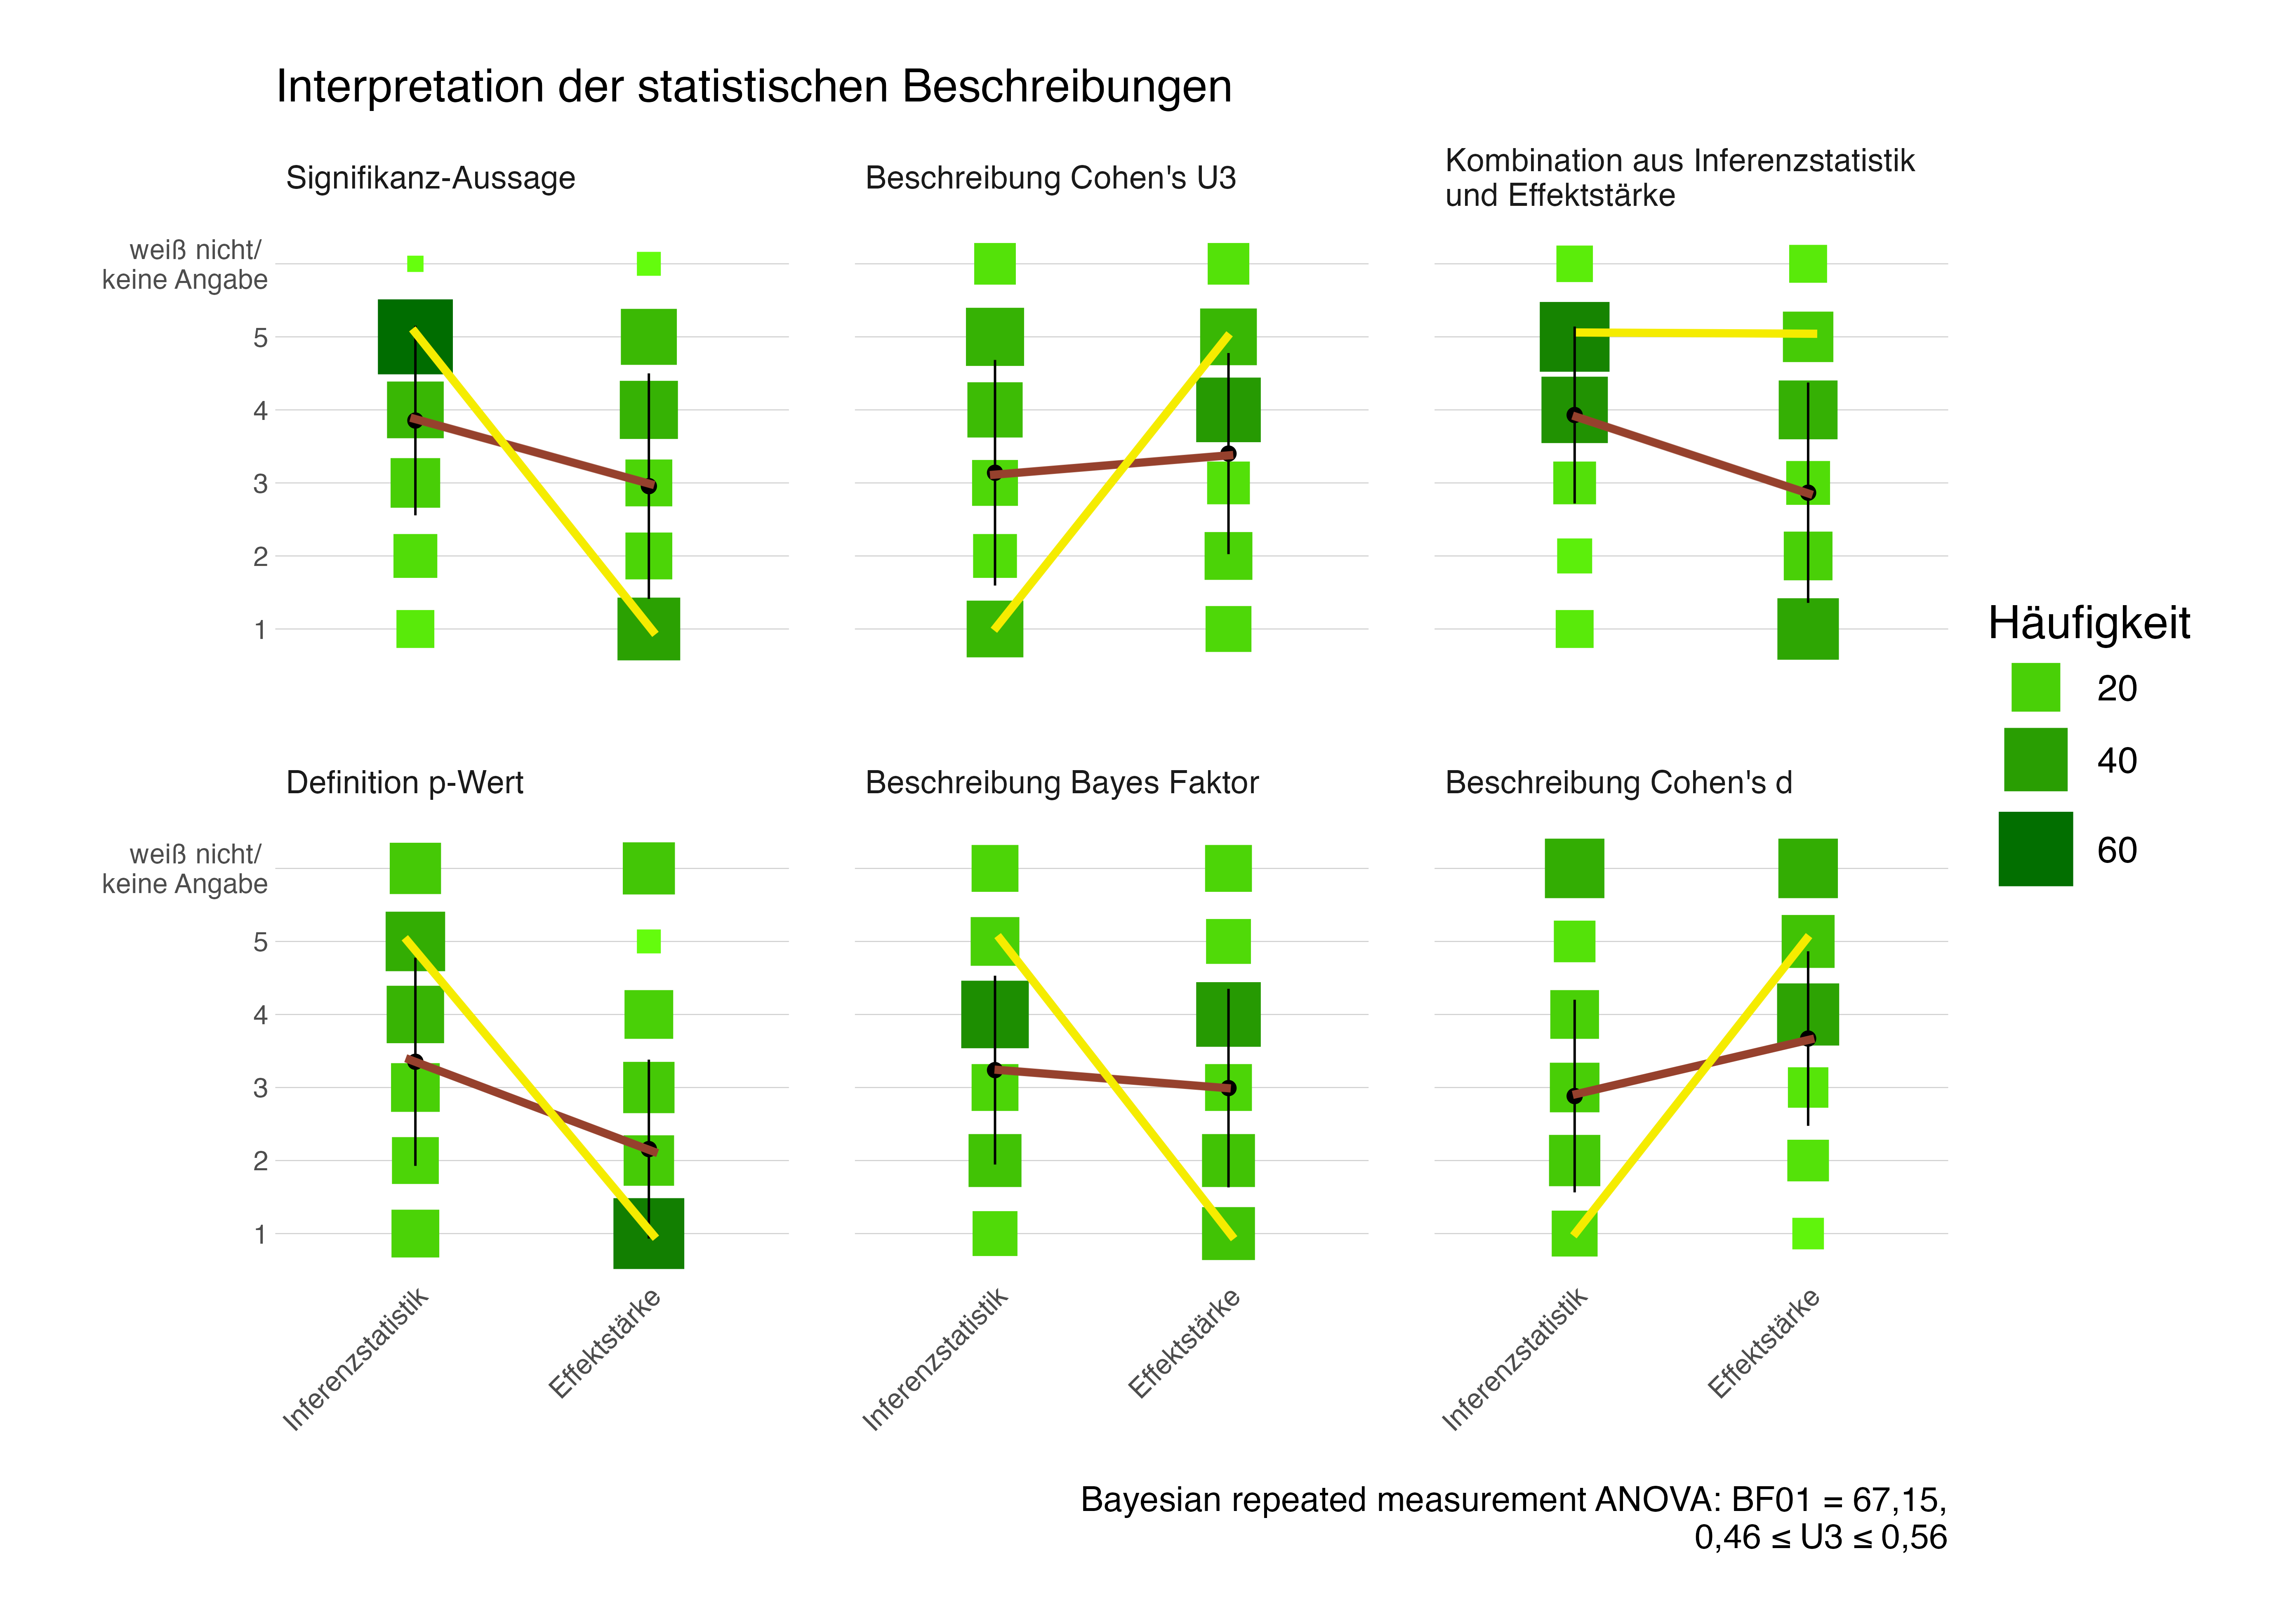 Interpretation der statistischen Beschreibungen
Signifikanz-Aussage
Beschreibung Cohen's U3
Kombination aus Inferenzstatistik
und Effektstärke
weiß nicht/
keine Angabe
5
4
3
2
1
Häufigkeit
20
40
60
Definition p-Wert
Beschreibung Bayes Faktor
Beschreibung Cohen's d
weiß nicht/
keine Angabe
5
4
3
2
1
Inferenzstatistik
Effektstärke
Inferenzstatistik
Effektstärke
Inferenzstatistik
Effektstärke
Bayesian repeated measurement ANOVA: BF01 = 67,15,
0,46 ≤ U3 ≤ 0,56